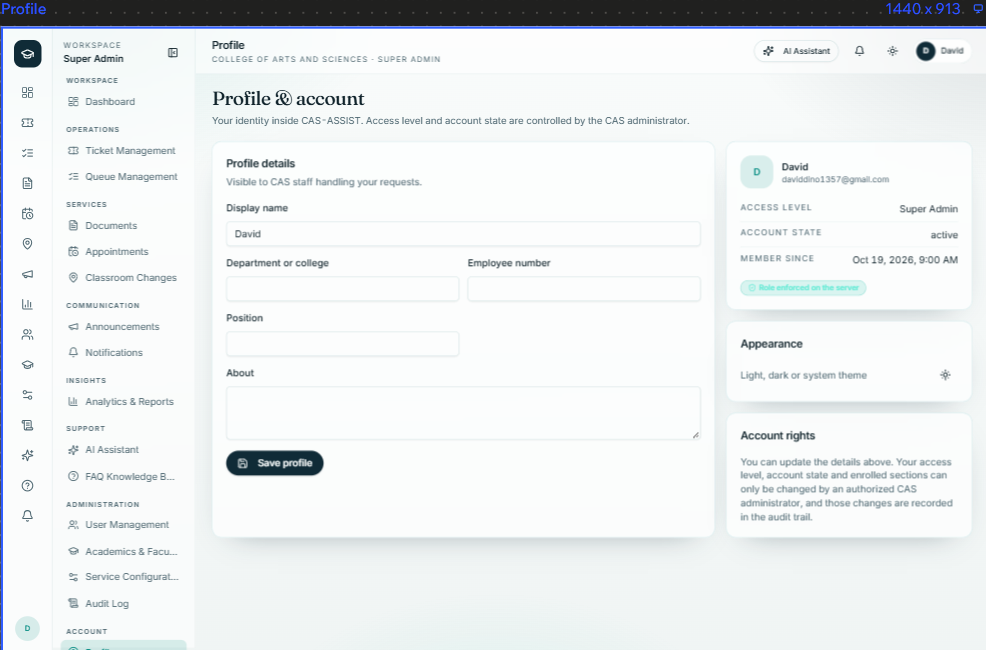 Profile
1440 x 913
WORKSPACE
Super Admin
WORKSPACE
Dashboard
OPERATIONS
Ticket Management
Queue Management
SERVICES
Documents
Appointments
Classroom Changes
COMMUNICATION
Announcements
Notifications
INSIGHTS
Analytics & Reports
SUPPORT
AI Assistant
FAQ Knowledge B...
ADMINISTRATION
User Management
Academics & Facu...
Service Configurat...
Audit Log
ACCOUNT
D
Profile
COLLEGE OF ARTS AND SCIENCES - SUPER ADMIN
AI Assistant
D
David
Profile & account
Your identity inside CAS-ASSIST. Access level and account state are controlled by the CAS administrator.
Profile details
Visible to CAS staff handling your requests.
Display name
David
Department or college
Employee number
Position
About
Save profile
D
David
daviddino1357@gmail.com
ACCESS LEVEL
Super Admin
ACCOUNT STATE
active
MEMBER SINCE
Oct 19, 2026, 9:00 AM
Role enforced on the server
Appearance
Light, dark or system theme
Account rights
You can update the details above. Your access
level, account state and enrolled sections can
only be changed by an authorized CAS
administrator, and those changes are recorded
in the audit trail.